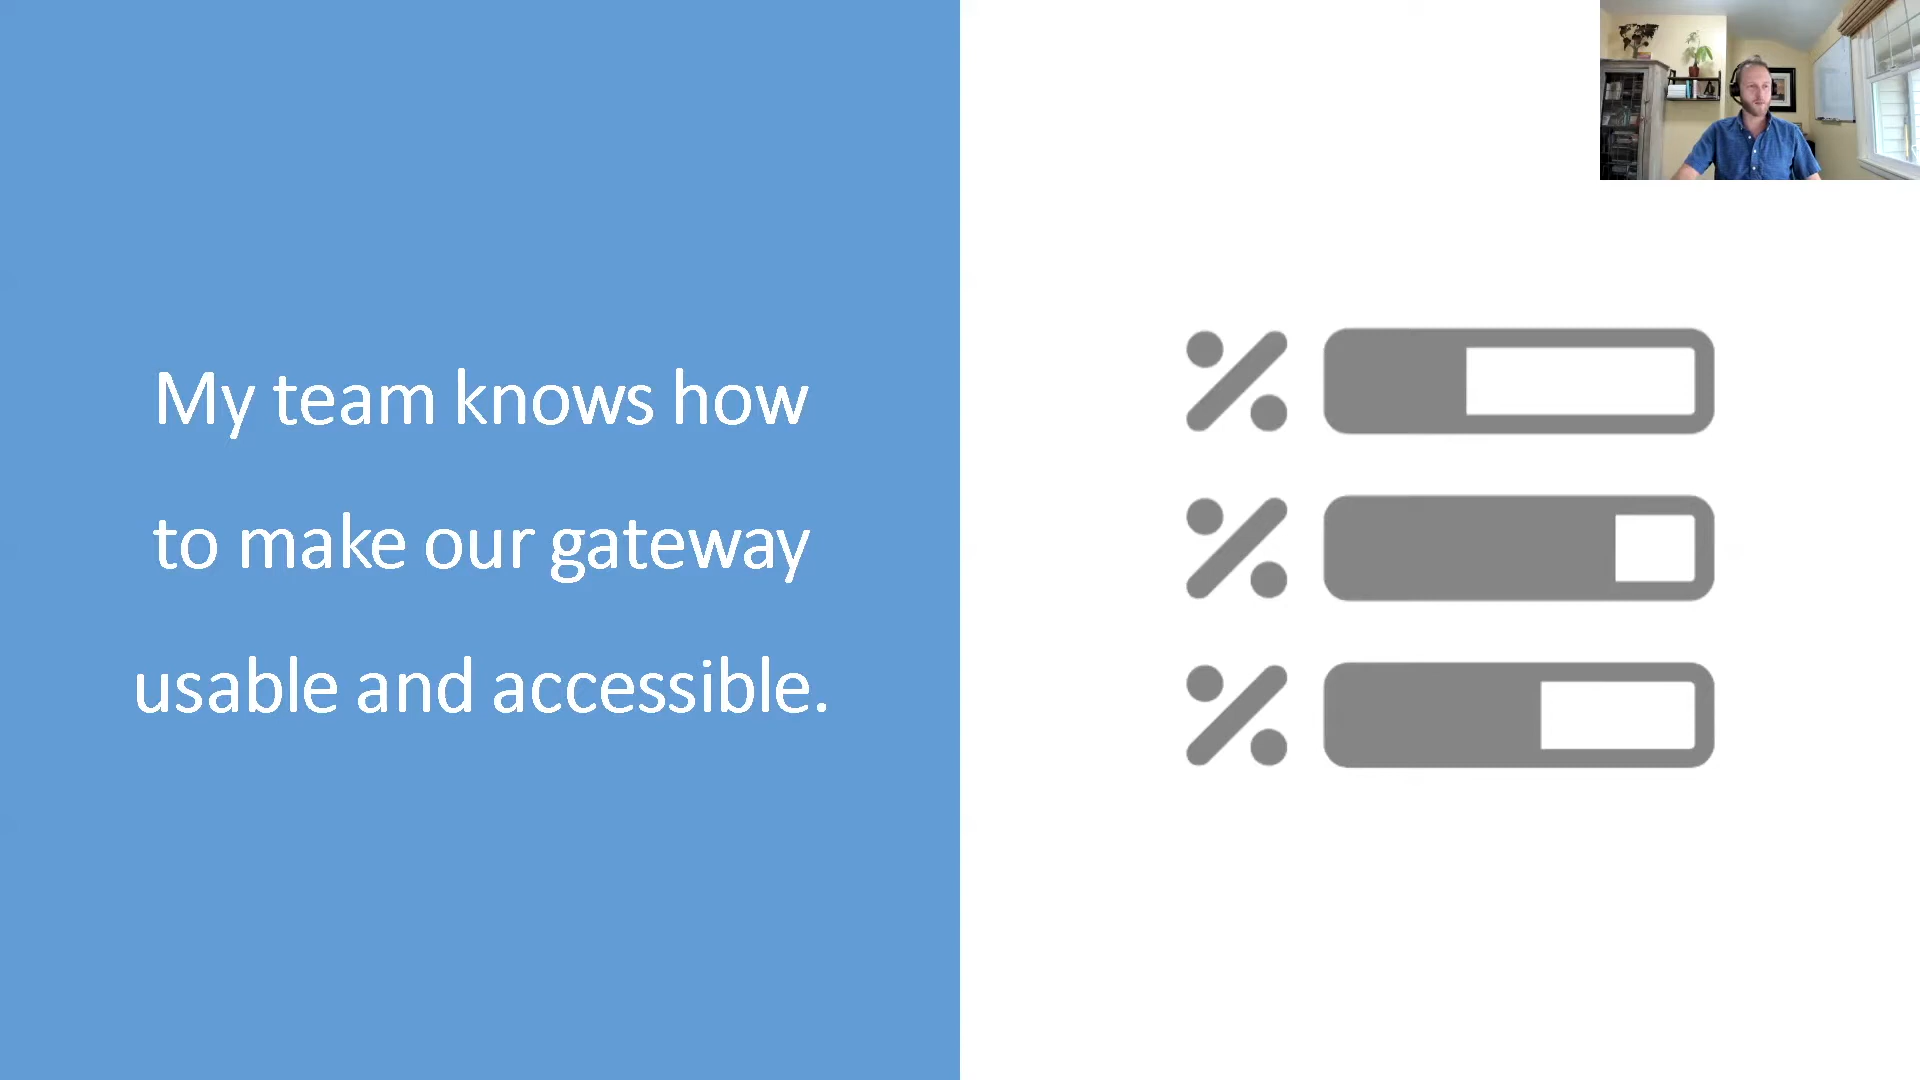 My team knows how
to make our gateway
usable and accessible.
%
%
%